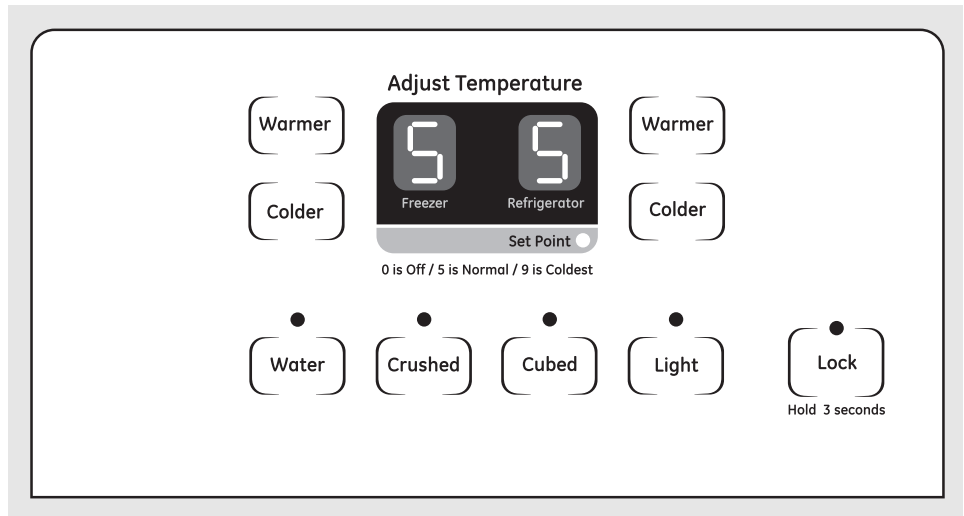 Adjust Temperature
Warmer
5 5
Warmer
Freezer Refrigerator
Colder
Colder
Set Point
0 is Off / 5 is Normal / 9 is Coldest
Water
Crushed
Cubed
Light
Lock
Hold 3 seconds